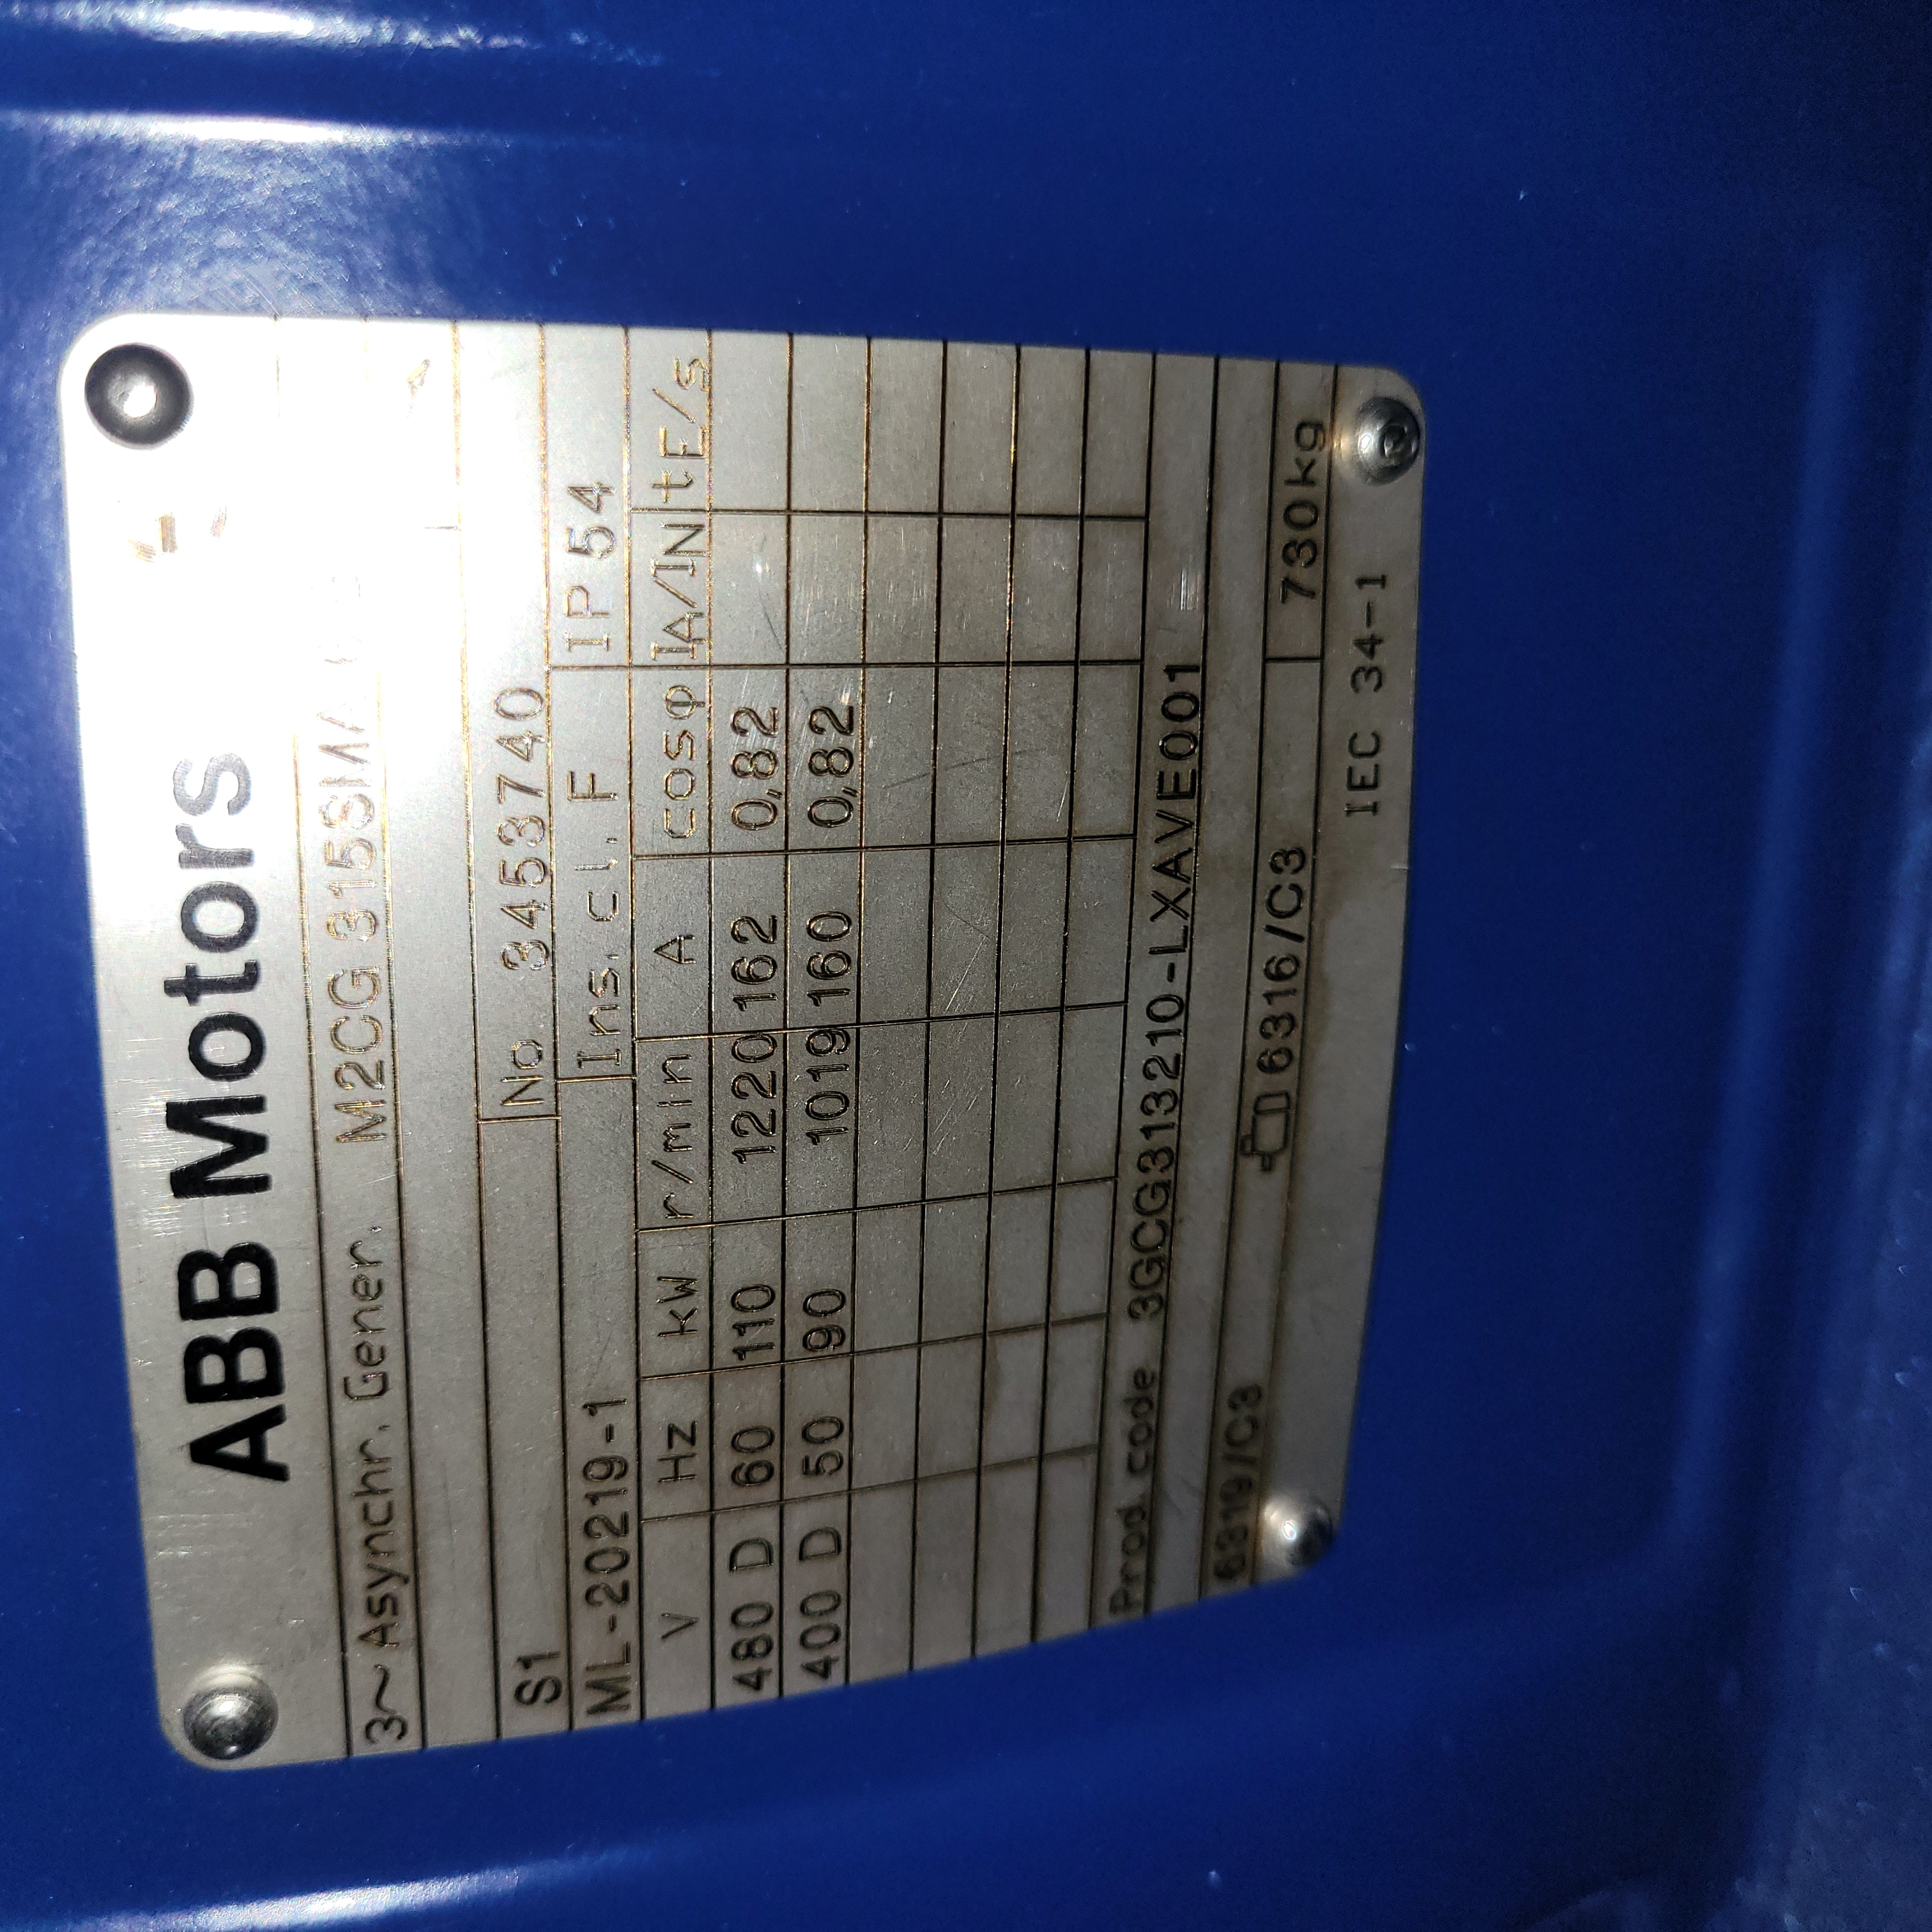 ABB Motors
3~ Asynchr. Gener. M2CG 315SM
No 3453740
S1 Ins. cl. F IP 54
ML-20219-1
V Hz kW r/min A cosφ IA/IN tE/s
480 D 60 110 1220 162 0,82
400 D 50 90 1019 160 0,82
Prod. code 3GCG313210-LXAVE001
6319/C3 6316/C3 730kg
IEC 34-1